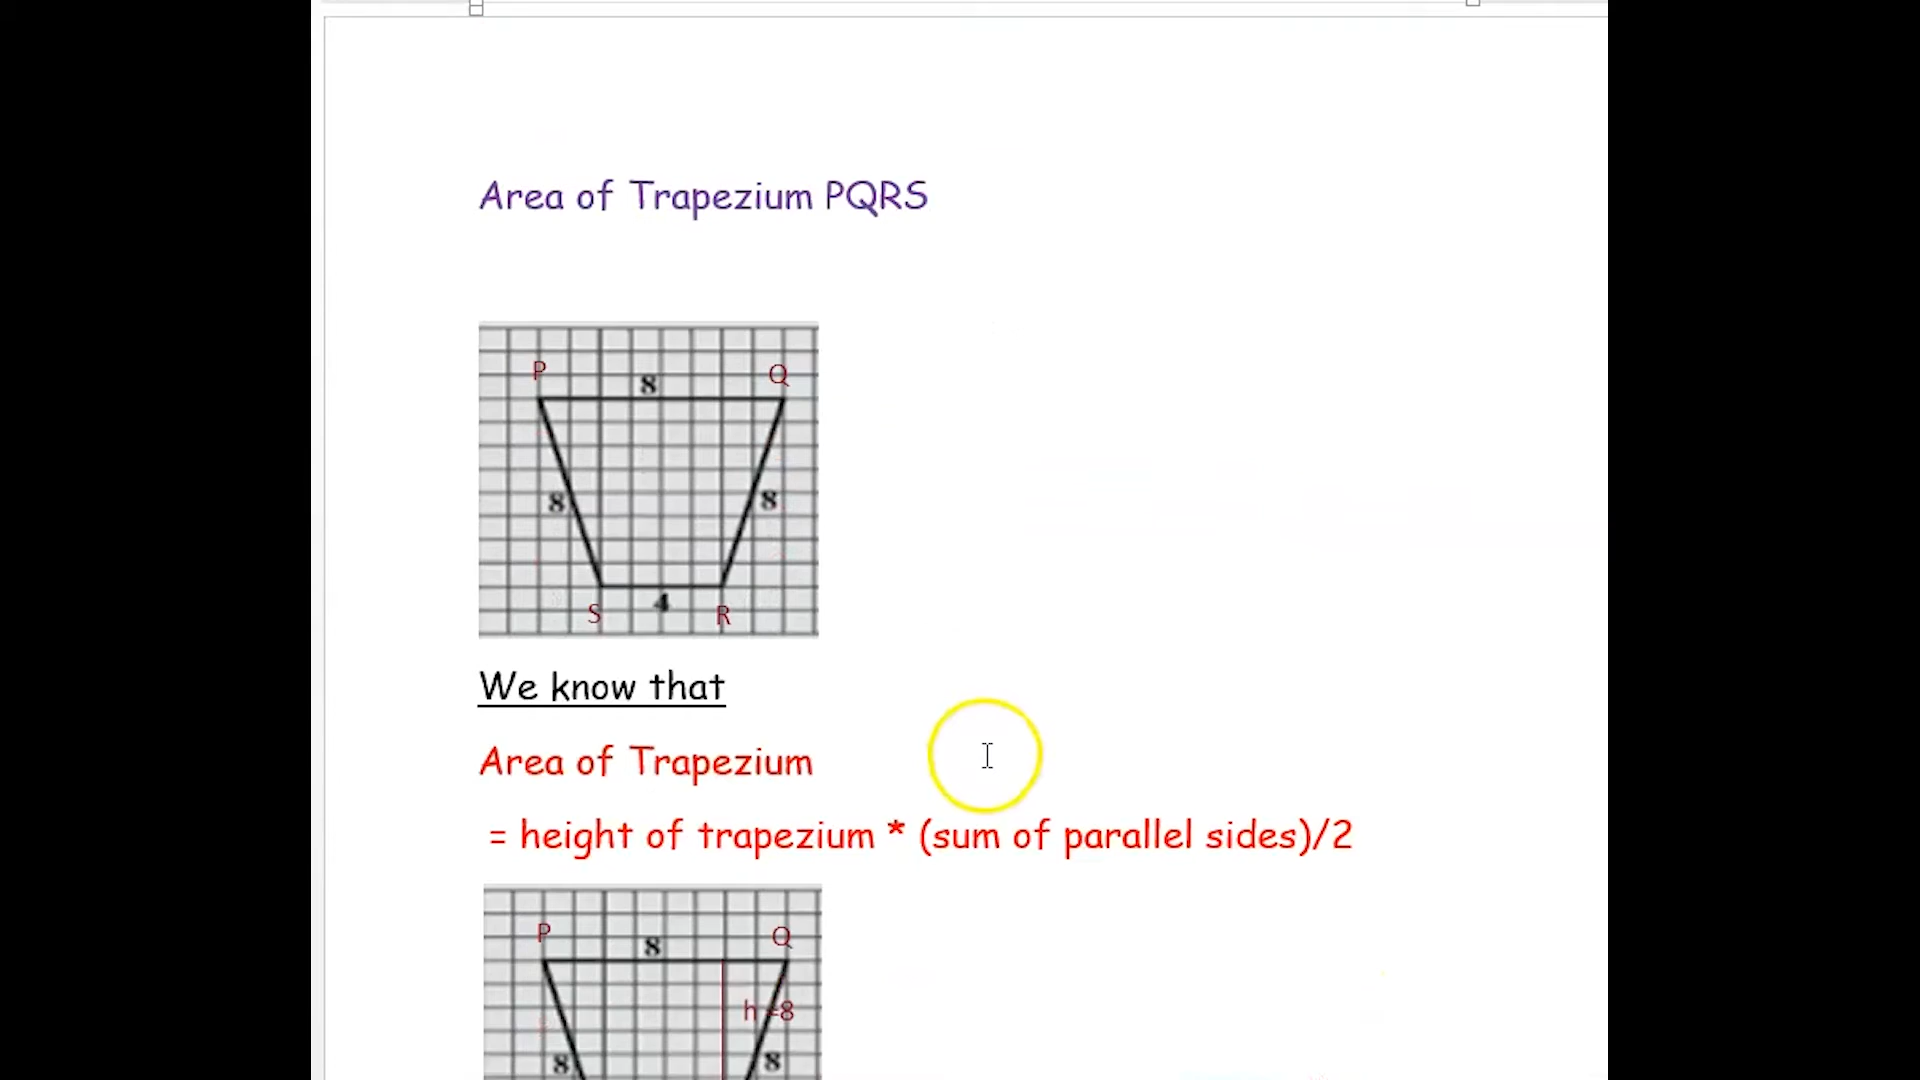 Area of Trapezium PQRS
P
Q
8
8
8
S
4
R
We know that
Area of Trapezium
= height of trapezium * (sum of parallel sides)/2
P
Q
8
h =8
8
8